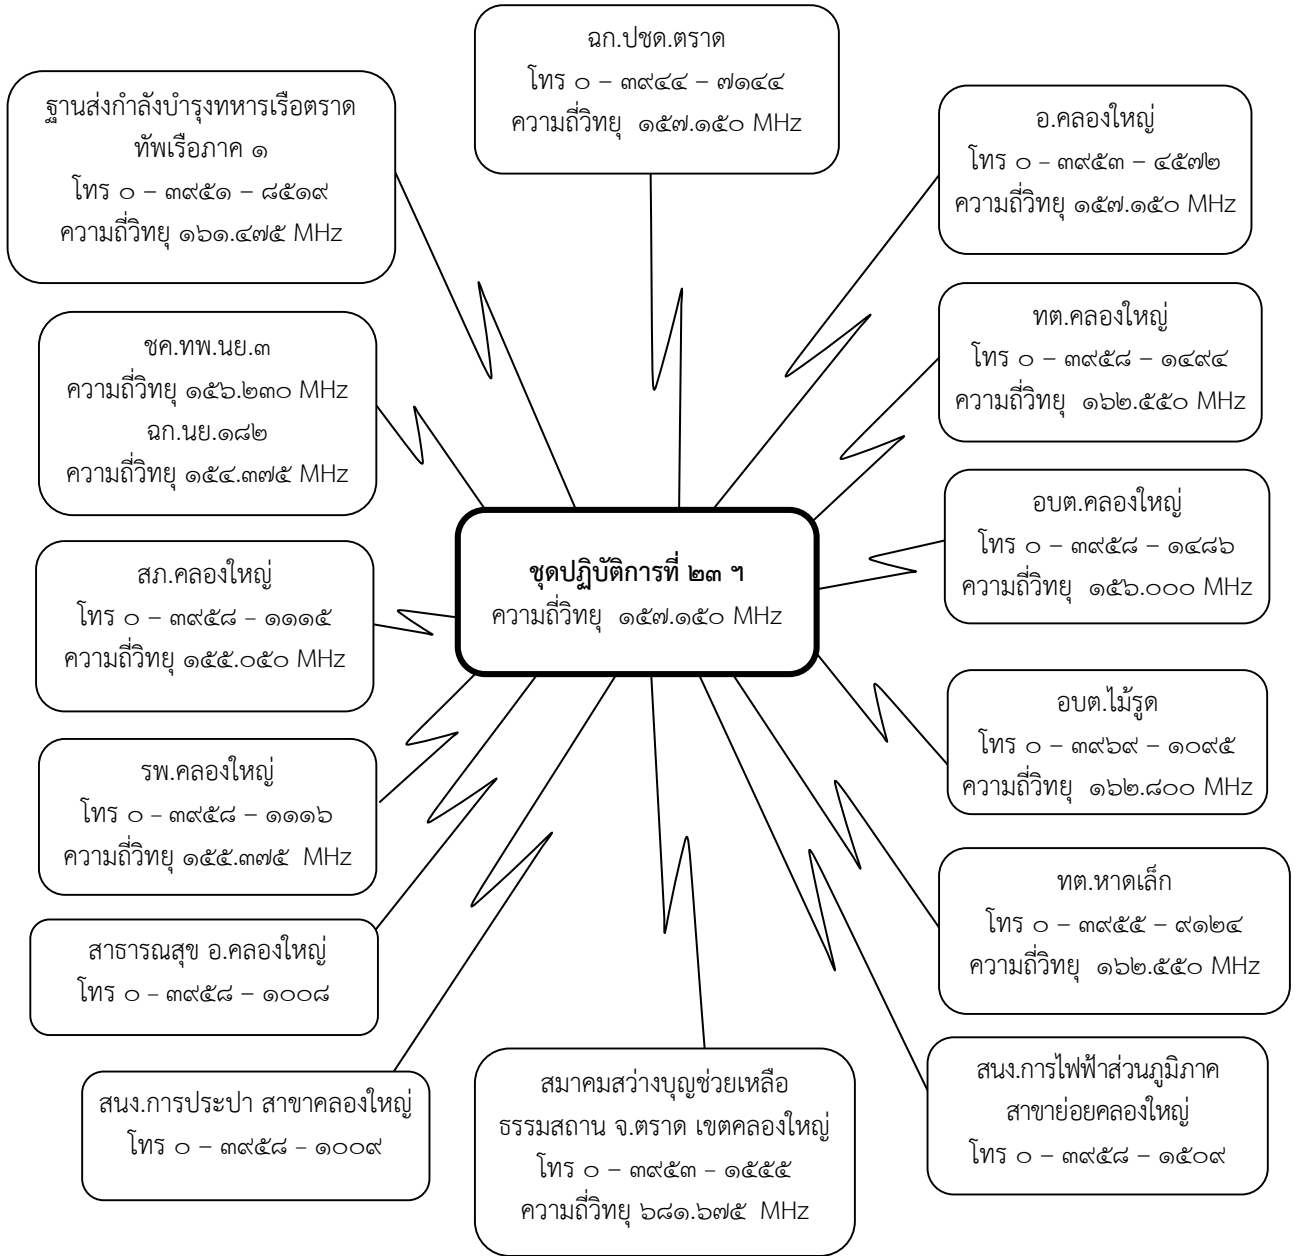 ฉก.ปชด.ตราด
โทร ๐ – ๓๙๔๔ – ๗๑๔๔
ความถี่วิทยุ ๑๕๗.๑๕๐ MHz
ฐานส่งกำลังบำรุงทหารเรือตราด
ทัพเรือภาค ๑
โทร ๐ – ๓๙๕๑ – ๘๕๑๙
ความถี่วิทยุ ๑๖๑.๔๗๕ MHz
อ.คลองใหญ่
โทร ๐ - ๓๙๕๓ – ๔๕๗๒
ความถี่วิทยุ ๑๕๗.๑๕๐ MHz
ชค.ทพ.นย.๓
ความถี่วิทยุ ๑๕๖.๒๓๐ MHz
ฉก.นย.๑๘๒
ความถี่วิทยุ ๑๕๔.๓๗๕ MHz
ทต.คลองใหญ่
โทร ๐ - ๓๙๕๘ – ๑๔๙๔
ความถี่วิทยุ ๑๖๒.๕๕๐ MHz
อบต.คลองใหญ่
โทร ๐ – ๓๙๕๘ – ๑๔๘๖
ความถี่วิทยุ ๑๕๖.๐๐๐ MHz
ชุดปฏิบัติการที่ ๒๓ ฯ
ความถี่วิทยุ ๑๕๗.๑๕๐ MHz
สภ.คลองใหญ่
โทร ๐ – ๓๙๕๘ - ๑๑๑๕
ความถี่วิทยุ ๑๕๕.๐๕๐ MHz
อบต.ไม้รูด
โทร ๐ - ๓๙๖๙ – ๑๐๙๕
ความถี่วิทยุ ๑๖๒.๘๐๐ MHz
รพ.คลองใหญ่
โทร ๐ - ๓๙๕๘ – ๑๑๑๖
ความถี่วิทยุ ๑๕๕.๓๗๕ MHz
ทต.หาดเล็ก
โทร ๐ – ๓๙๕๕ – ๙๑๒๔
ความถี่วิทยุ ๑๖๒.๕๕๐ MHz
สาธารณสุข อ.คลองใหญ่
โทร ๐ - ๓๙๕๘ – ๑๐๐๘
สนง.การประปา สาขาคลองใหญ่
โทร ๐ – ๓๙๕๘ - ๑๐๐๙
สมาคมสว่างบุญช่วยเหลือ
ธรรมสถาน จ.ตราด เขตคลองใหญ่
โทร ๐ – ๓๙๕๓ - ๑๕๕๕
ความถี่วิทยุ ๖๘๑.๖๗๕ MHz
สนง.การไฟฟ้าส่วนภูมิภาค
สาขาย่อยคลองใหญ่
โทร ๐ – ๓๙๕๘ – ๑๕๐๙